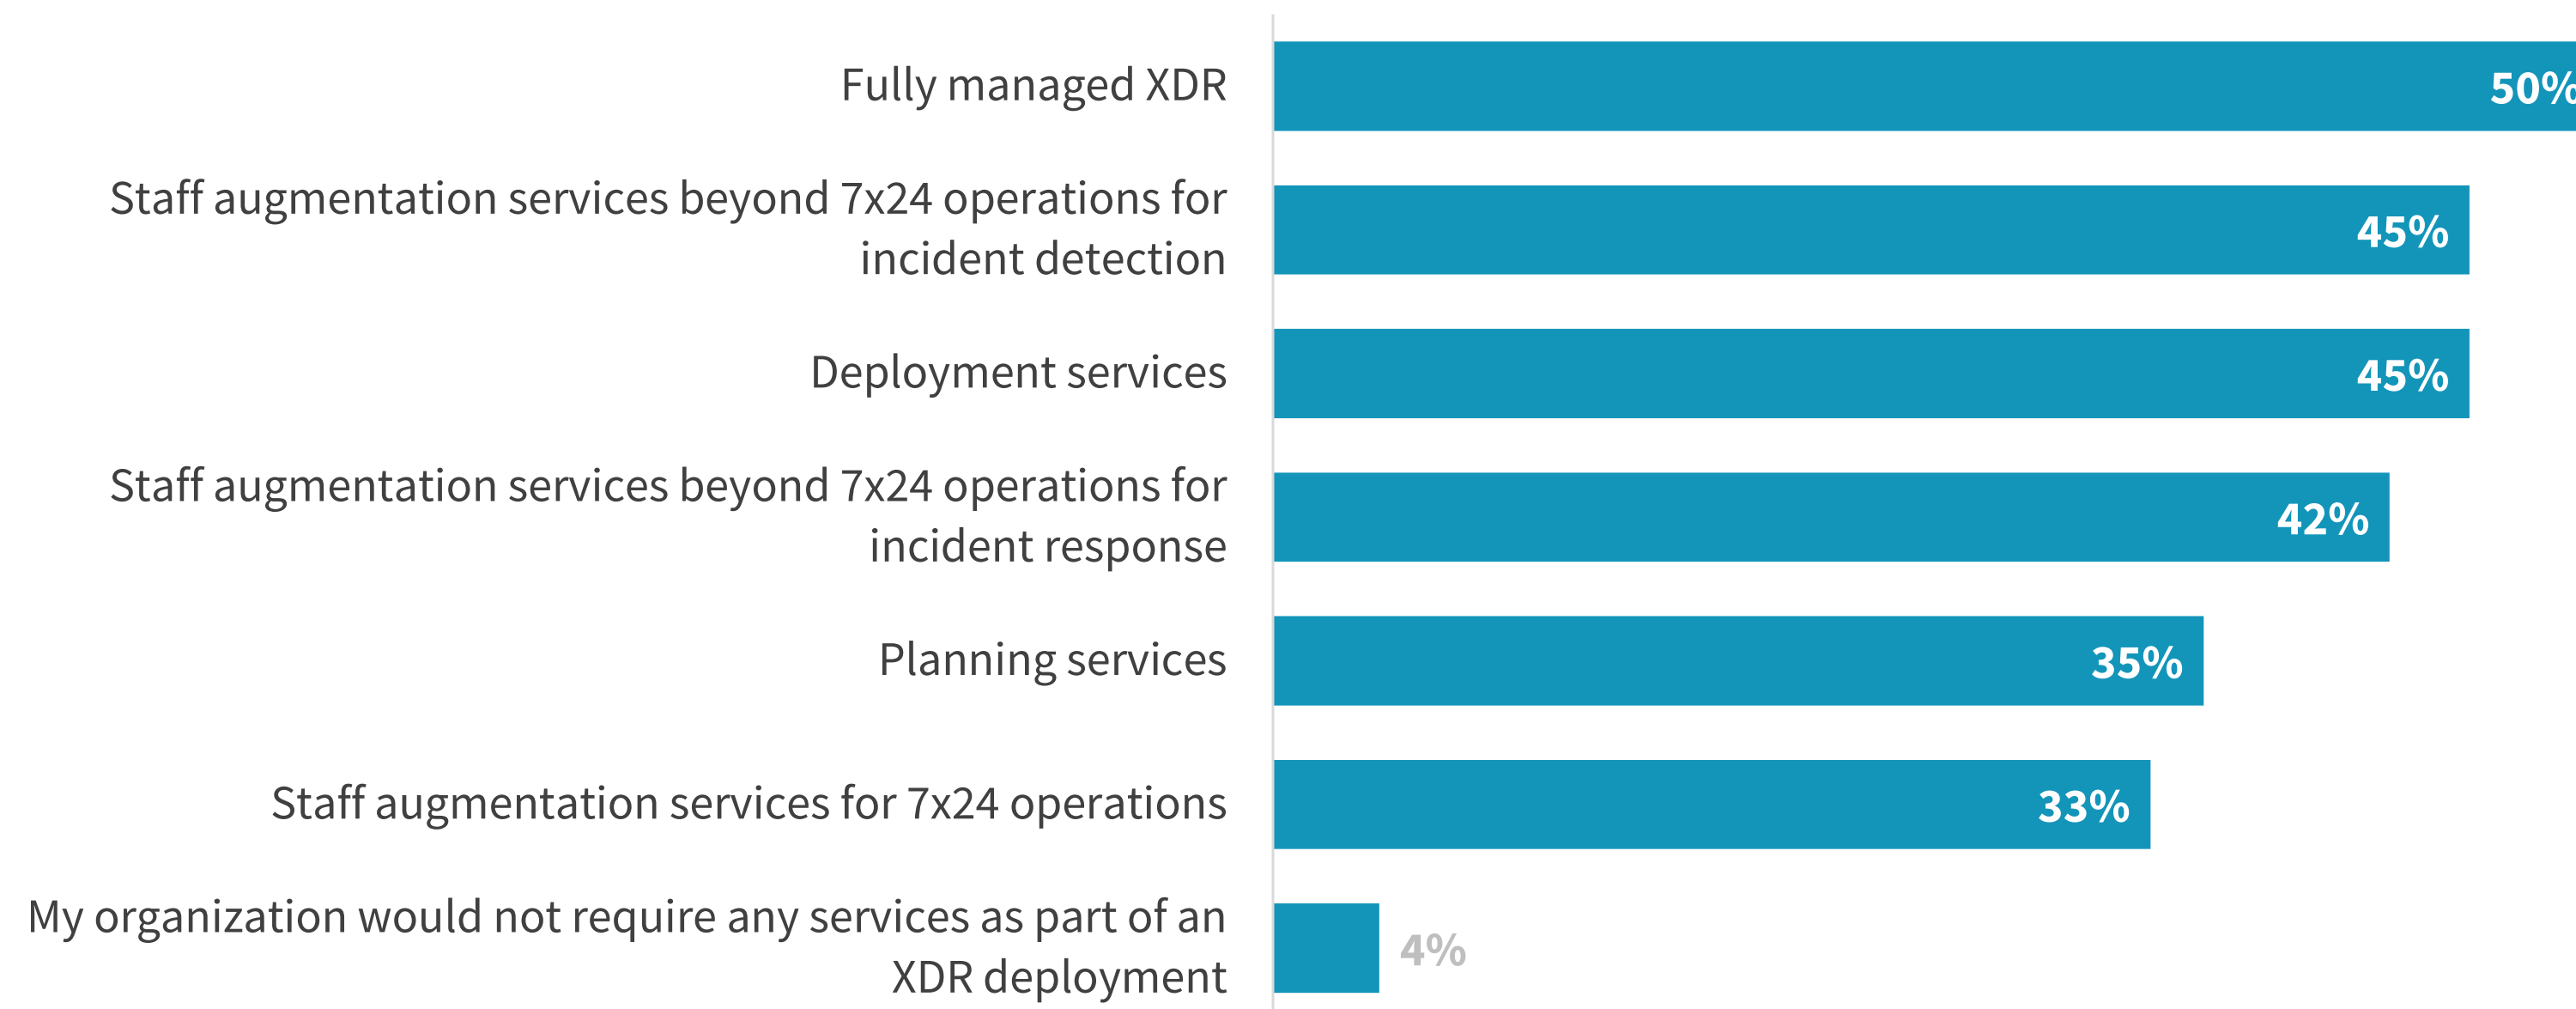 Fully managed XDR
50%
Staff augmentation services beyond 7x24 operations for
incident detection
45%
Deployment services
45%
Staff augmentation services beyond 7x24 operations for
incident response
42%
Planning services
35%
Staff augmentation services for 7x24 operations
33%
My organization would not require any services as part of an
XDR deployment
4%